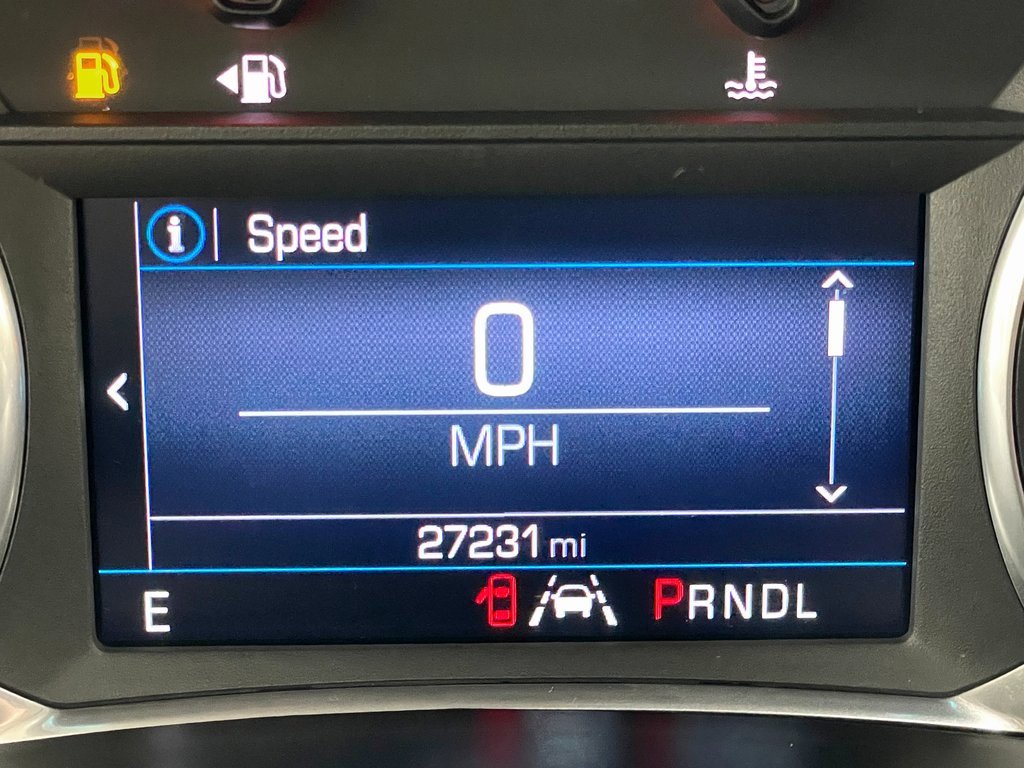 i Speed
0
MPH
27231 mi
E PRNDL